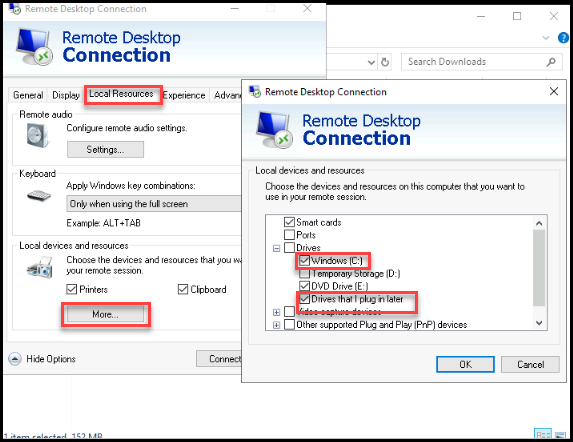 Remote Desktop
Connection
General Display Local Resources Experience Advan
Remote audio
Configure remote audio settings.
Settings...
Keyboard
Apply Windows key combinations:
Only when using the full screen
Example: ALT+TAB
Local devices and resources
Choose the devices and resources on this computer that you wa
your remote session.
Printers Clipboard
More...
Hide Options
Connect
Search Downloads
Remote Desktop Connection
Remote Desktop
Connection
Local devices and resources
Choose the devices and resources on this computer that you want to
use in your remote session.
Smart cards
Ports
Drives
Windows (C:)
Temporary Storage (D:)
DVD Drive (E:)
Drives that I plug in later
Video capture devices
Other supported Plug and Play (PnP) devices
OK Cancel
1 item selected 152 MB